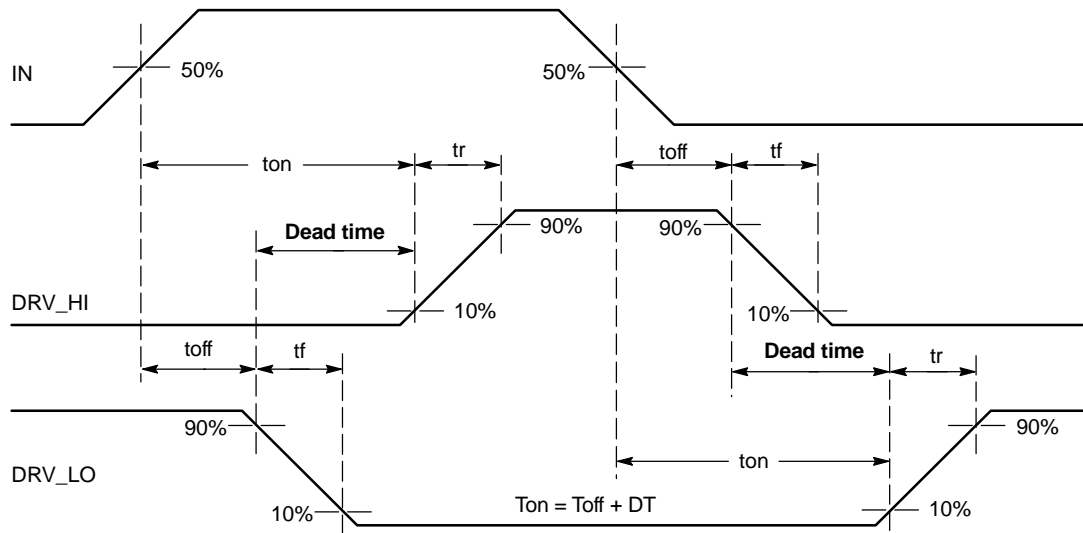 IN
50%
50%
ton
tr
toff
tf
Dead time
90%
90%
DRV_HI
10%
10%
toff
tf
Dead time
tr
90%
90%
ton
DRV_LO
10%
Ton = Toff + DT
10%